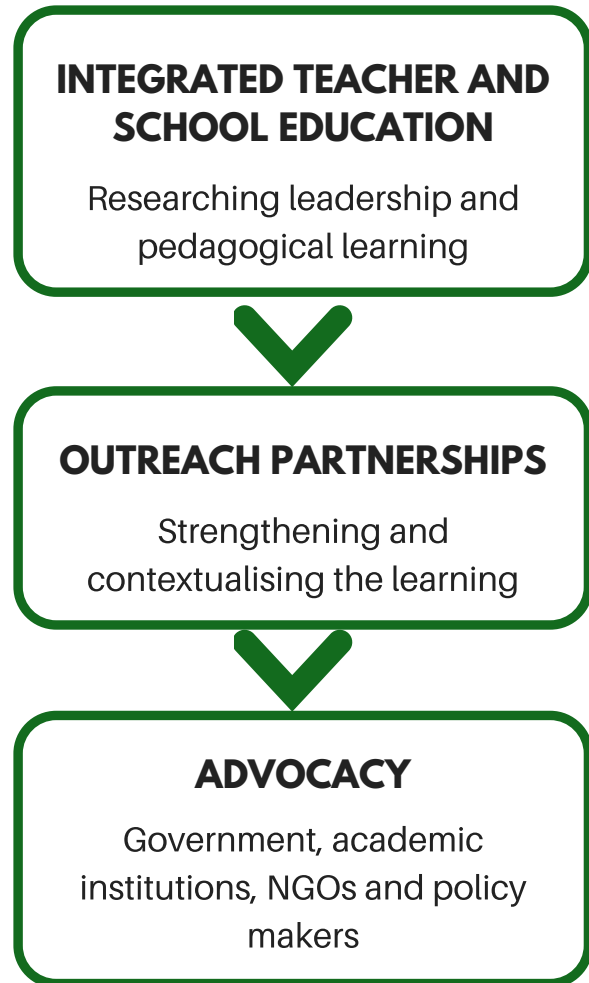 INTEGRATED TEACHER AND
SCHOOL EDUCATION
Researching leadership and
pedagogical learning
OUTREACH PARTNERSHIPS
Strengthening and
contextualising the learning
ADVOCACY
Government, academic
institutions, NGOs and policy
makers